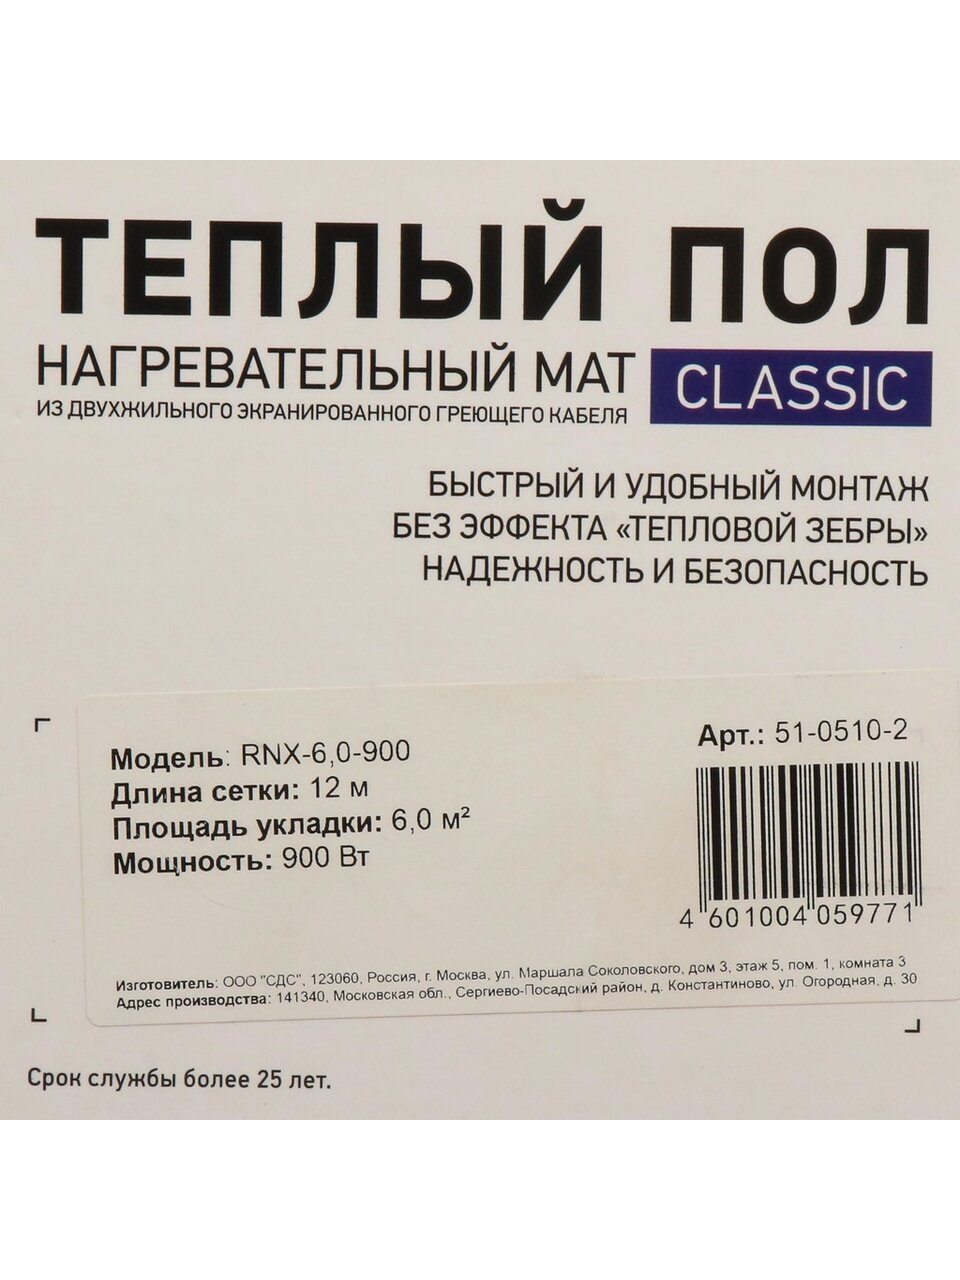 ТЕПЛЫЙ ПОЛ
НАГРЕВАТЕЛЬНЫЙ МАТ
ИЗ ДВУХЖИЛЬНОГО ЭКРАНИРОВАННОГО ГРЕЮЩЕГО КАБЕЛЯ
CLASSIC
БЫСТРЫЙ И УДОБНЫЙ МОНТАЖ
БЕЗ ЭФФЕКТА «ТЕПЛОВОЙ ЗЕБРЫ»
НАДЕЖНОСТЬ И БЕЗОПАСНОСТЬ
Модель: RNX-6,0-900
Длина сетки: 12 м
Площадь укладки: 6,0 м²
Мощность: 900 Вт
Арт.: 51-0510-2
4 601004 059771
Изготовитель: ООО "СДС", 123060, Россия, г. Москва, ул. Маршала Соколовского, дом 3, этаж 5, пом. 1, комната 3
Адрес производства: 141340, Московская обл., Сергиево-Посадский район, д. Константиново, ул. Огородная, д. 30
Срок службы более 25 лет.